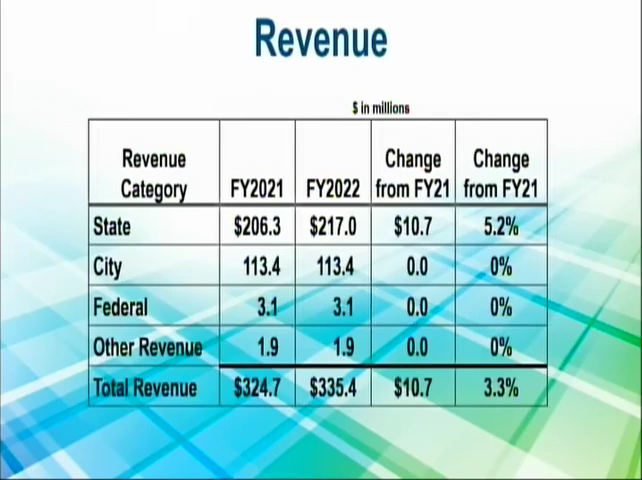 Revenue
$ in millions
Revenue Category FY2021 FY2022 Change from FY21 Change from FY21
State $206.3 $217.0 $10.7 5.2%
City 113.4 113.4 0.0 0%
Federal 3.1 3.1 0.0 0%
Other Revenue 1.9 1.9 0.0 0%
Total Revenue $324.7 $335.4 $10.7 3.3%